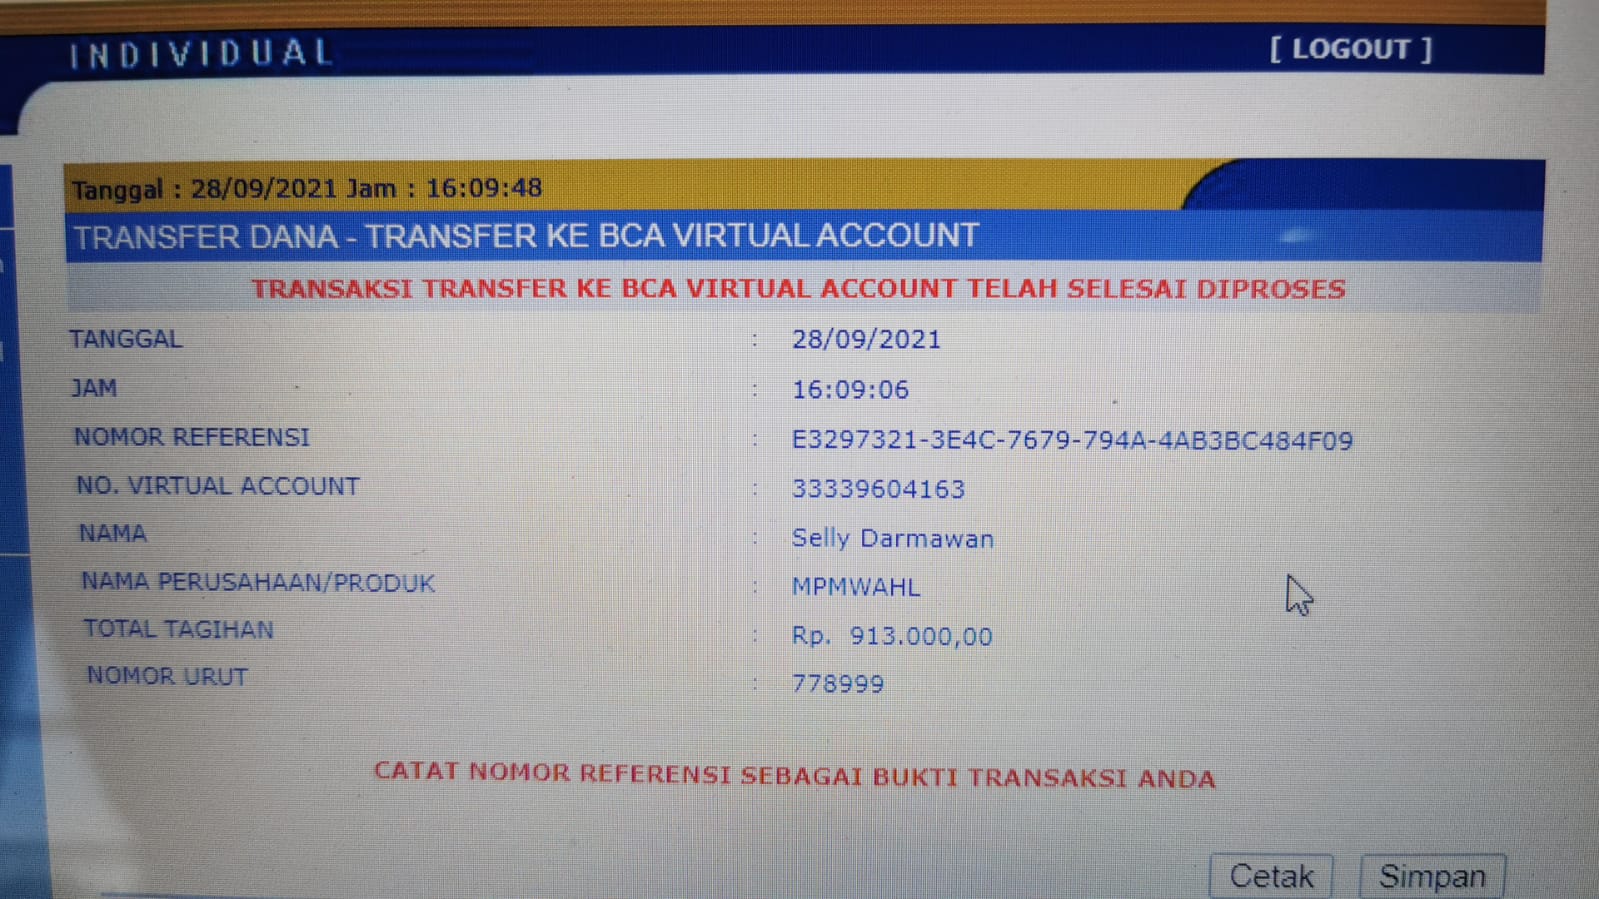 INDIVIDUAL
[ LOGOUT ]
Tanggal : 28/09/2021 Jam : 16:09:48
TRANSFER DANA - TRANSFER KE BCA VIRTUAL ACCOUNT
TRANSAKSI TRANSFER KE BCA VIRTUAL ACCOUNT TELAH SELESAI DIPROSES
TANGGAL : 28/09/2021
JAM : 16:09:06
NOMOR REFERENSI : E3297321-3E4C-7679-794A-4AB3BC484F09
NO. VIRTUAL ACCOUNT : 33339604163
NAMA : Selly Darmawan
NAMA PERUSAHAAN/PRODUK : MPMWAHL
TOTAL TAGIHAN : Rp. 913.000,00
NOMOR URUT : 778999
CATAT NOMOR REFERENSI SEBAGAI BUKTI TRANSAKSI ANDA
Cetak Simpan